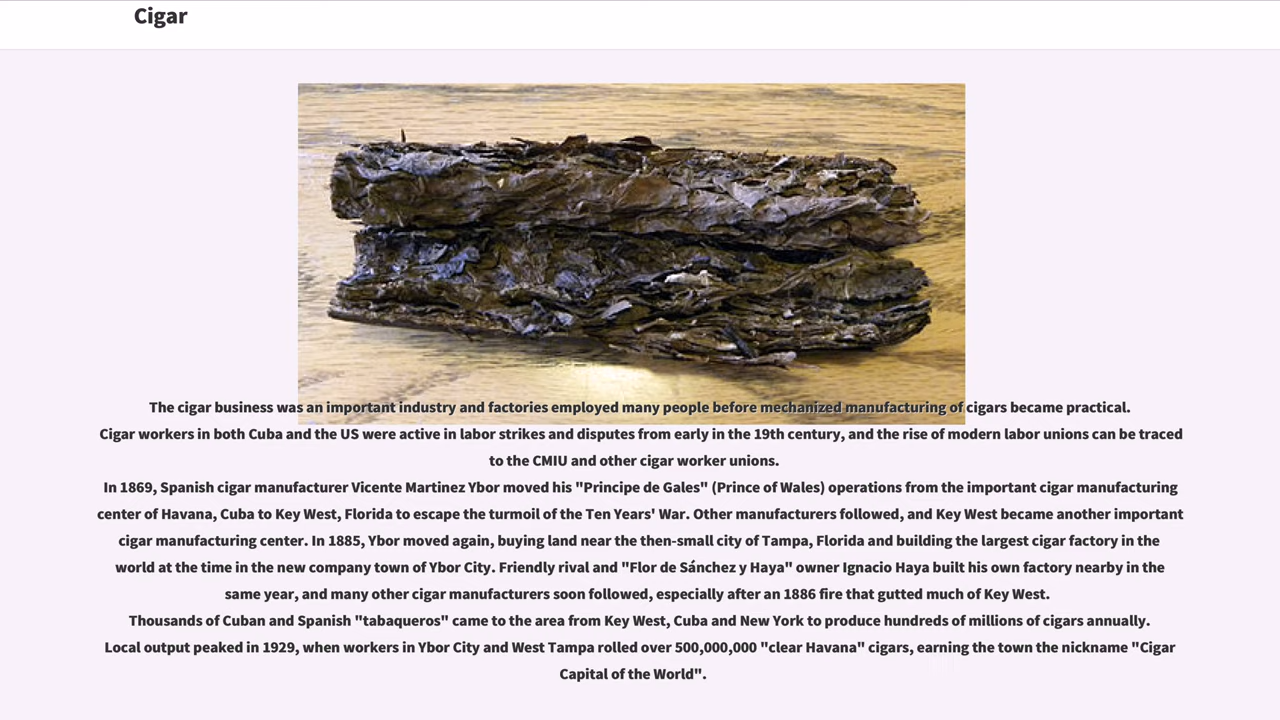 Cigar
The cigar business was an important industry and factories employed many people before mechanized manufacturing of cigars became practical.
Cigar workers in both Cuba and the US were active in labor strikes and disputes from early in the 19th century, and the rise of modern labor unions can be traced
to the CMIU and other cigar worker unions.
In 1869, Spanish cigar manufacturer Vicente Martinez Ybor moved his "Principe de Gales" (Prince of Wales) operations from the important cigar manufacturing
center of Havana, Cuba to Key West, Florida to escape the turmoil of the Ten Years' War. Other manufacturers followed, and Key West became another important
cigar manufacturing center. In 1885, Ybor moved again, buying land near the then-small city of Tampa, Florida and building the largest cigar factory in the
world at the time in the new company town of Ybor City. Friendly rival and "Flor de Sánchez y Haya" owner Ignacio Haya built his own factory nearby in the
same year, and many other cigar manufacturers soon followed, especially after an 1886 fire that gutted much of Key West.
Thousands of Cuban and Spanish "tabaqueros" came to the area from Key West, Cuba and New York to produce hundreds of millions of cigars annually.
Local output peaked in 1929, when workers in Ybor City and West Tampa rolled over 500,000,000 "clear Havana" cigars, earning the town the nickname "Cigar
Capital of the World".